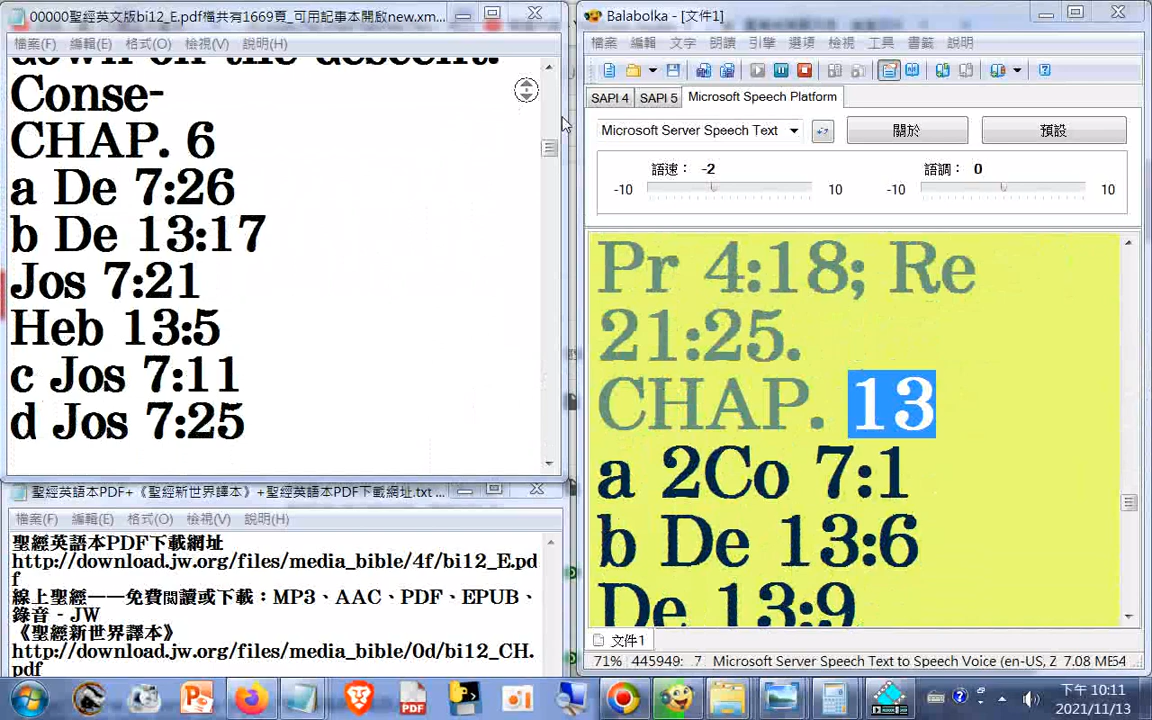 00000聖經英文版bi12_E.pdf檔共有1669頁_可用記事本開啟new.xm...
檔案(F) 編輯(E) 格式(O) 檢視(V) 說明(H)
down on the descent.
Conse-
CHAP. 6
a De 7:26
b De 13:17
Jos 7:21
Heb 13:5
c Jos 7:11
d Jos 7:25
聖經英語本PDF+《聖經新世界譯本》+聖經英語本PDF下載網址.txt ...
檔案(F) 編輯(E) 格式(O) 檢視(V) 說明(H)
聖經英語本PDF下載網址
http://download.jw.org/files/media_bible/4f/bi12_E.pd
f
線上聖經——免費閱讀或下載：MP3、AAC、PDF、EPUB、
錄音 - JW
《聖經新世界譯本》
http://download.jw.org/files/media_bible/0d/bi12_CH.
pdf
Balabolka - [文件1]
檔案 編輯 文字 朗讀 引擎 選項 檢視 工具 書籤 說明
SAPI 4 SAPI 5 Microsoft Speech Platform
Microsoft Server Speech Text 關於 預設
語速： -2 語調： 0
-10 10 -10 10
Pr 4:18; Re
21:25.
CHAP. 13
a 2Co 7:1
b De 13:6
De 13:9
文件1
71% 445949: .7 Microsoft Server Speech Text to Speech Voice (en-US, Z 7.08 ME54
PDF
下午 10:11
2021/11/13